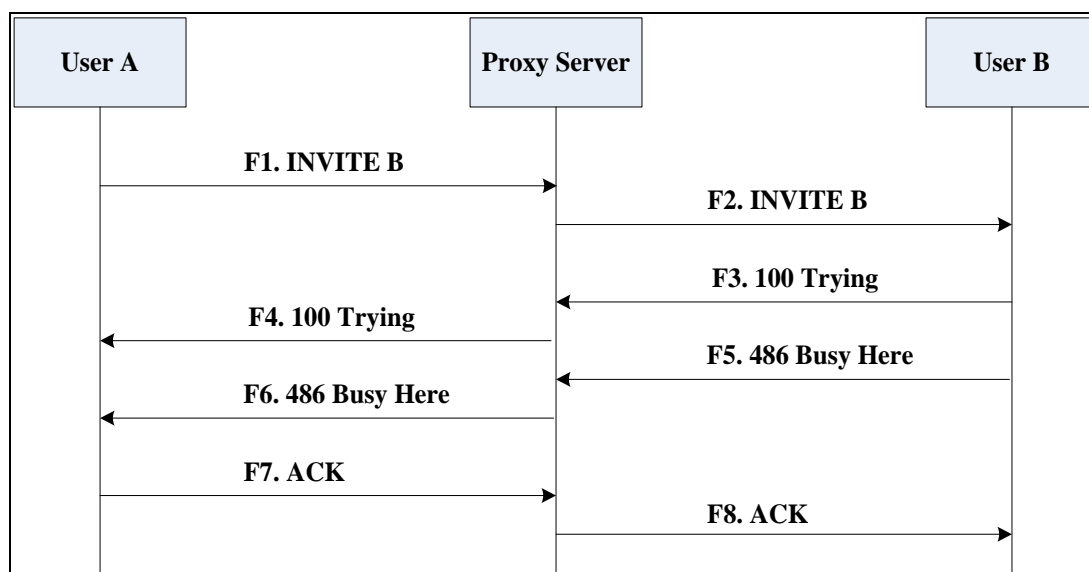 User A
Proxy Server
User B
F1. INVITE B
F2. INVITE B
F3. 100 Trying
F4. 100 Trying
F5. 486 Busy Here
F6. 486 Busy Here
F7. ACK
F8. ACK